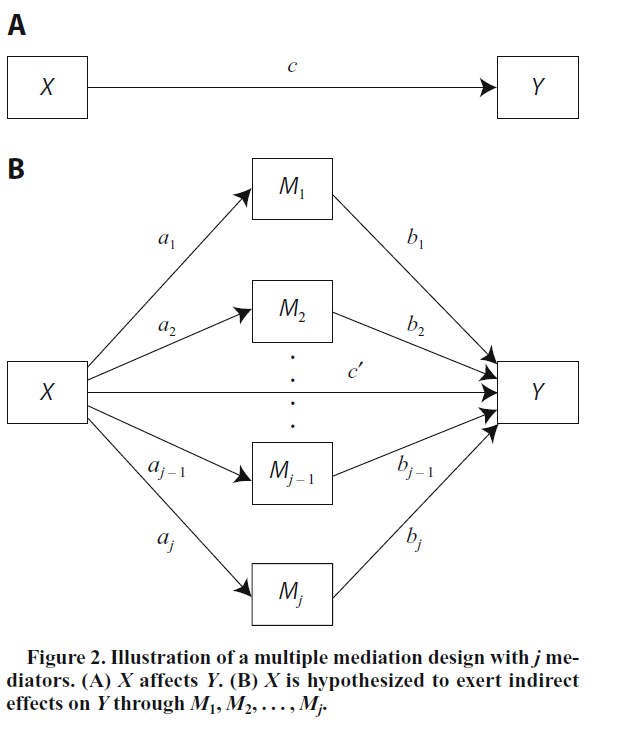 A
X
c
Y
B
M₁
a₁
b₁
M₂
a₂
b₂
c′
X
Y
aⱼ₋₁
Mⱼ₋₁
bⱼ₋₁
aⱼ
bⱼ
Mⱼ
Figure 2. Illustration of a multiple mediation design with j me-
diators. (A) X affects Y. (B) X is hypothesized to exert indirect
effects on Y through M₁, M₂, . . . , Mⱼ.